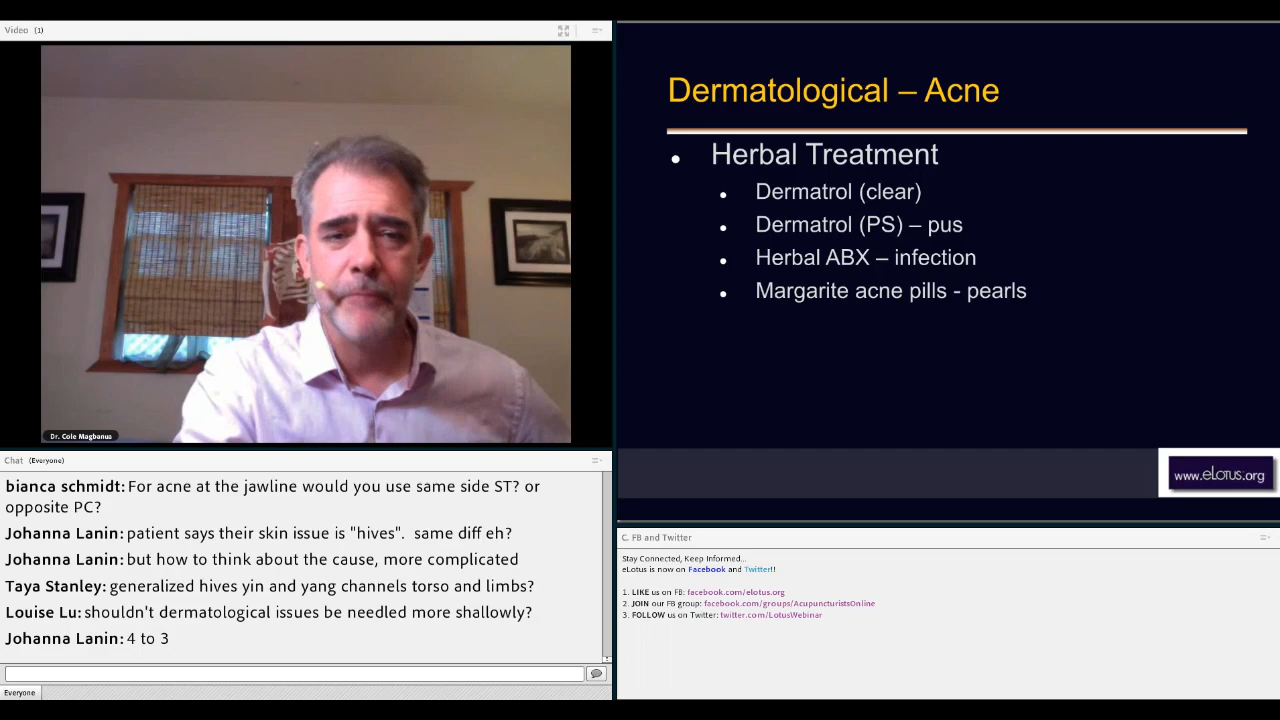 Video (1)
Dr. Cole Magbanua
Chat (Everyone)
bianca schmidt: For acne at the jawline would you use same side ST? or
opposite PC?
Johanna Lanin: patient says their skin issue is "hives". same diff eh?
Johanna Lanin: but how to think about the cause, more complicated
Taya Stanley: generalized hives yin and yang channels torso and limbs?
Louise Lu: shouldn't dermatological issues be needled more shallowly?
Johanna Lanin: 4 to 3
Everyone
Dermatological – Acne
Herbal Treatment
Dermatrol (clear)
Dermatrol (PS) – pus
Herbal ABX – infection
Margarite acne pills - pearls
www.eLotus.org
C. FB and Twitter
Stay Connected, Keep Informed...
eLotus is now on Facebook and Twitter!!
1. LIKE us on FB: facebook.com/elotus.org
2. JOIN our FB group: facebook.com/groups/AcupuncturistsOnline
3. FOLLOW us on Twitter: twitter.com/LotusWebinar